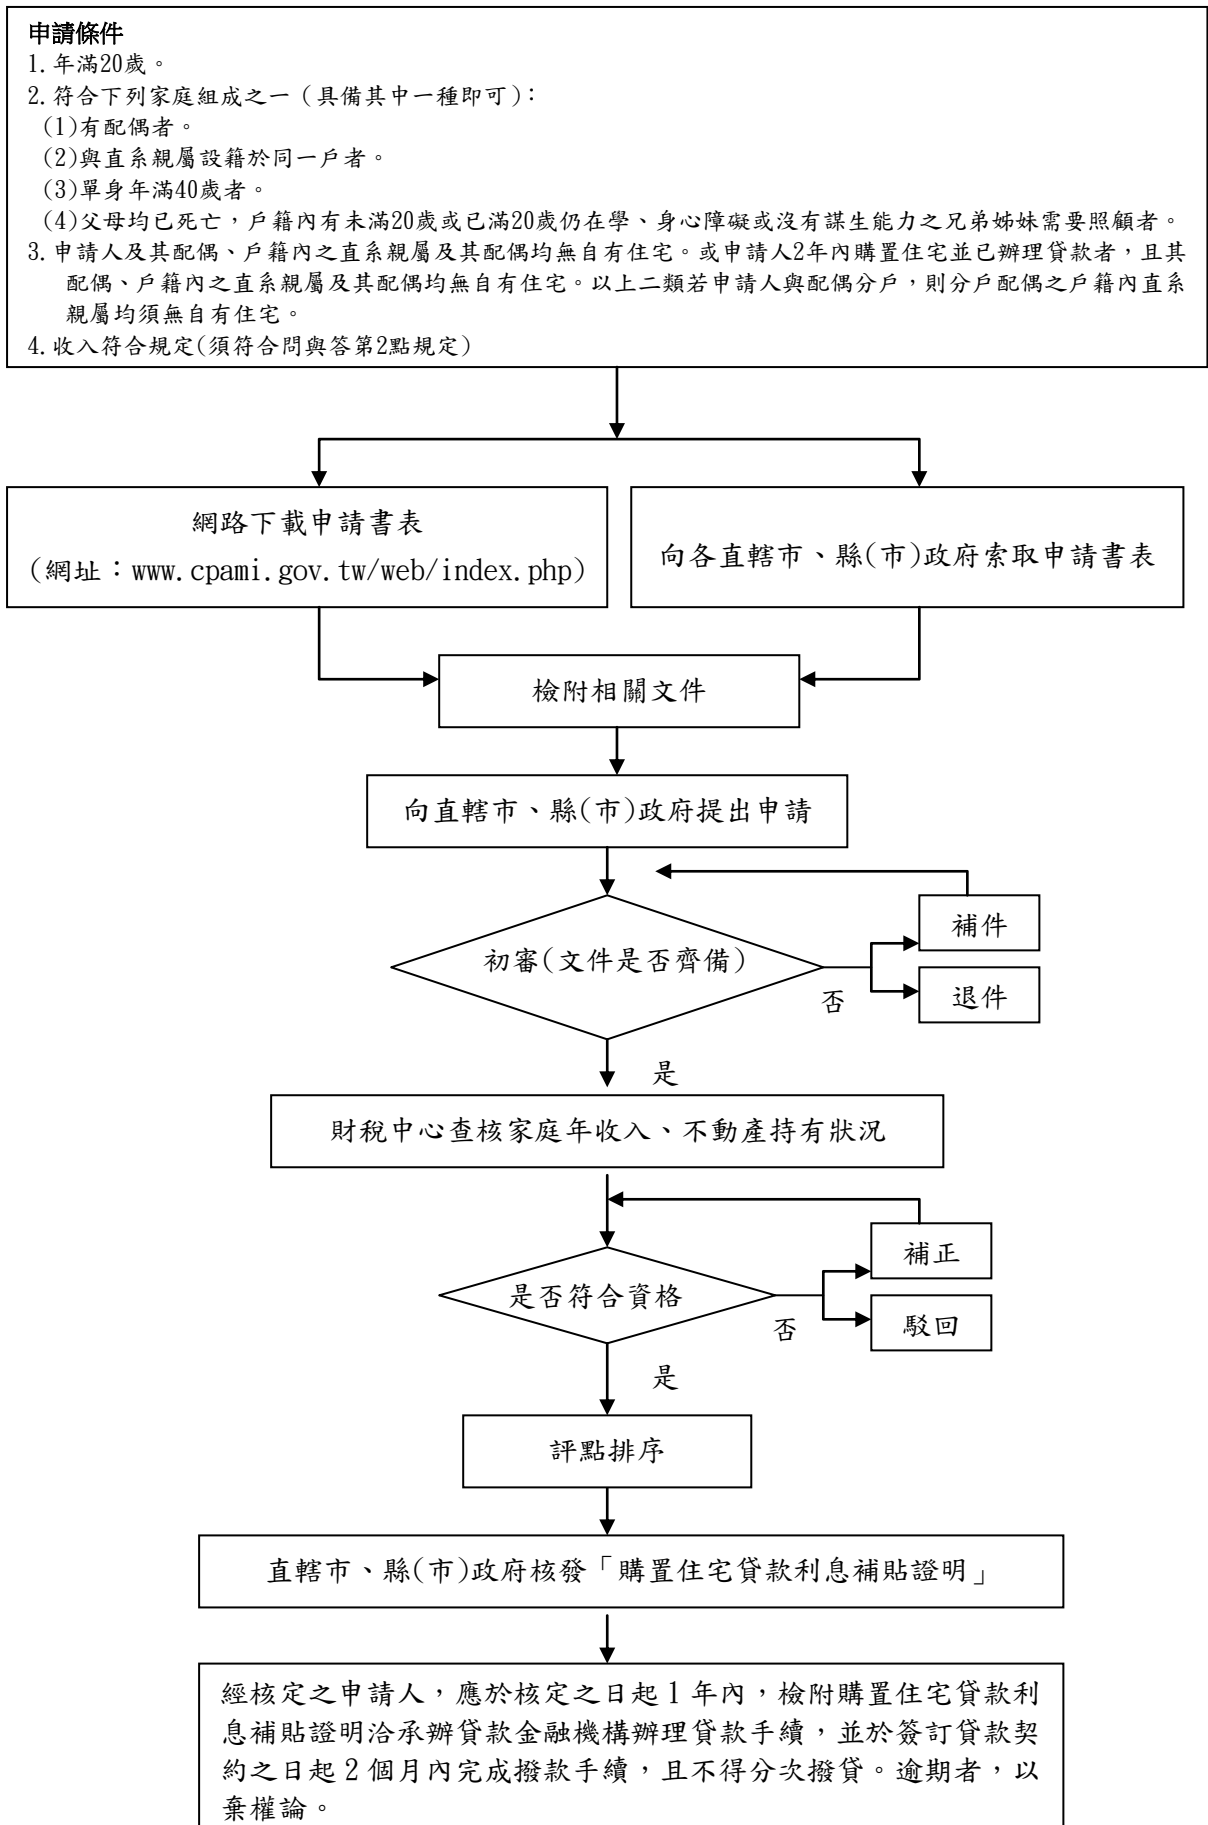 申請條件
1.年滿20歲。
2.符合下列家庭組成之一（具備其中一種即可）：
(1)有配偶者。
(2)與直系親屬設籍於同一戶者。
(3)單身年滿40歲者。
(4)父母均已死亡，戶籍內有未滿20歲或已滿20歲仍在學、身心障礙或沒有謀生能力之兄弟姊妹需要照顧者。
3.申請人及其配偶、戶籍內之直系親屬及其配偶均無自有住宅。或申請人2年內購置住宅並已辦理貸款者，且其
配偶、戶籍內之直系親屬及其配偶均無自有住宅。以上二類若申請人與配偶分戶，則分戶配偶之戶籍內直系
親屬均須無自有住宅。
4.收入符合規定(須符合問與答第2點規定)
網路下載申請書表
(網址：www.cpami.gov.tw/web/index.php)
向各直轄市、縣(市)政府索取申請書表
檢附相關文件
向直轄市、縣(市)政府提出申請
補件
初審(文件是否齊備)
否
退件
是
財稅中心查核家庭年收入、不動產持有狀況
補正
是否符合資格
否
駁回
是
評點排序
直轄市、縣(市)政府核發「購置住宅貸款利息補貼證明」
經核定之申請人，應於核定之日起1年內，檢附購置住宅貸款利
息補貼證明洽承辦貸款金融機構辦理貸款手續，並於簽訂貸款契
約之日起2個月內完成撥款手續，且不得分次撥貸。逾期者，以
棄權論。